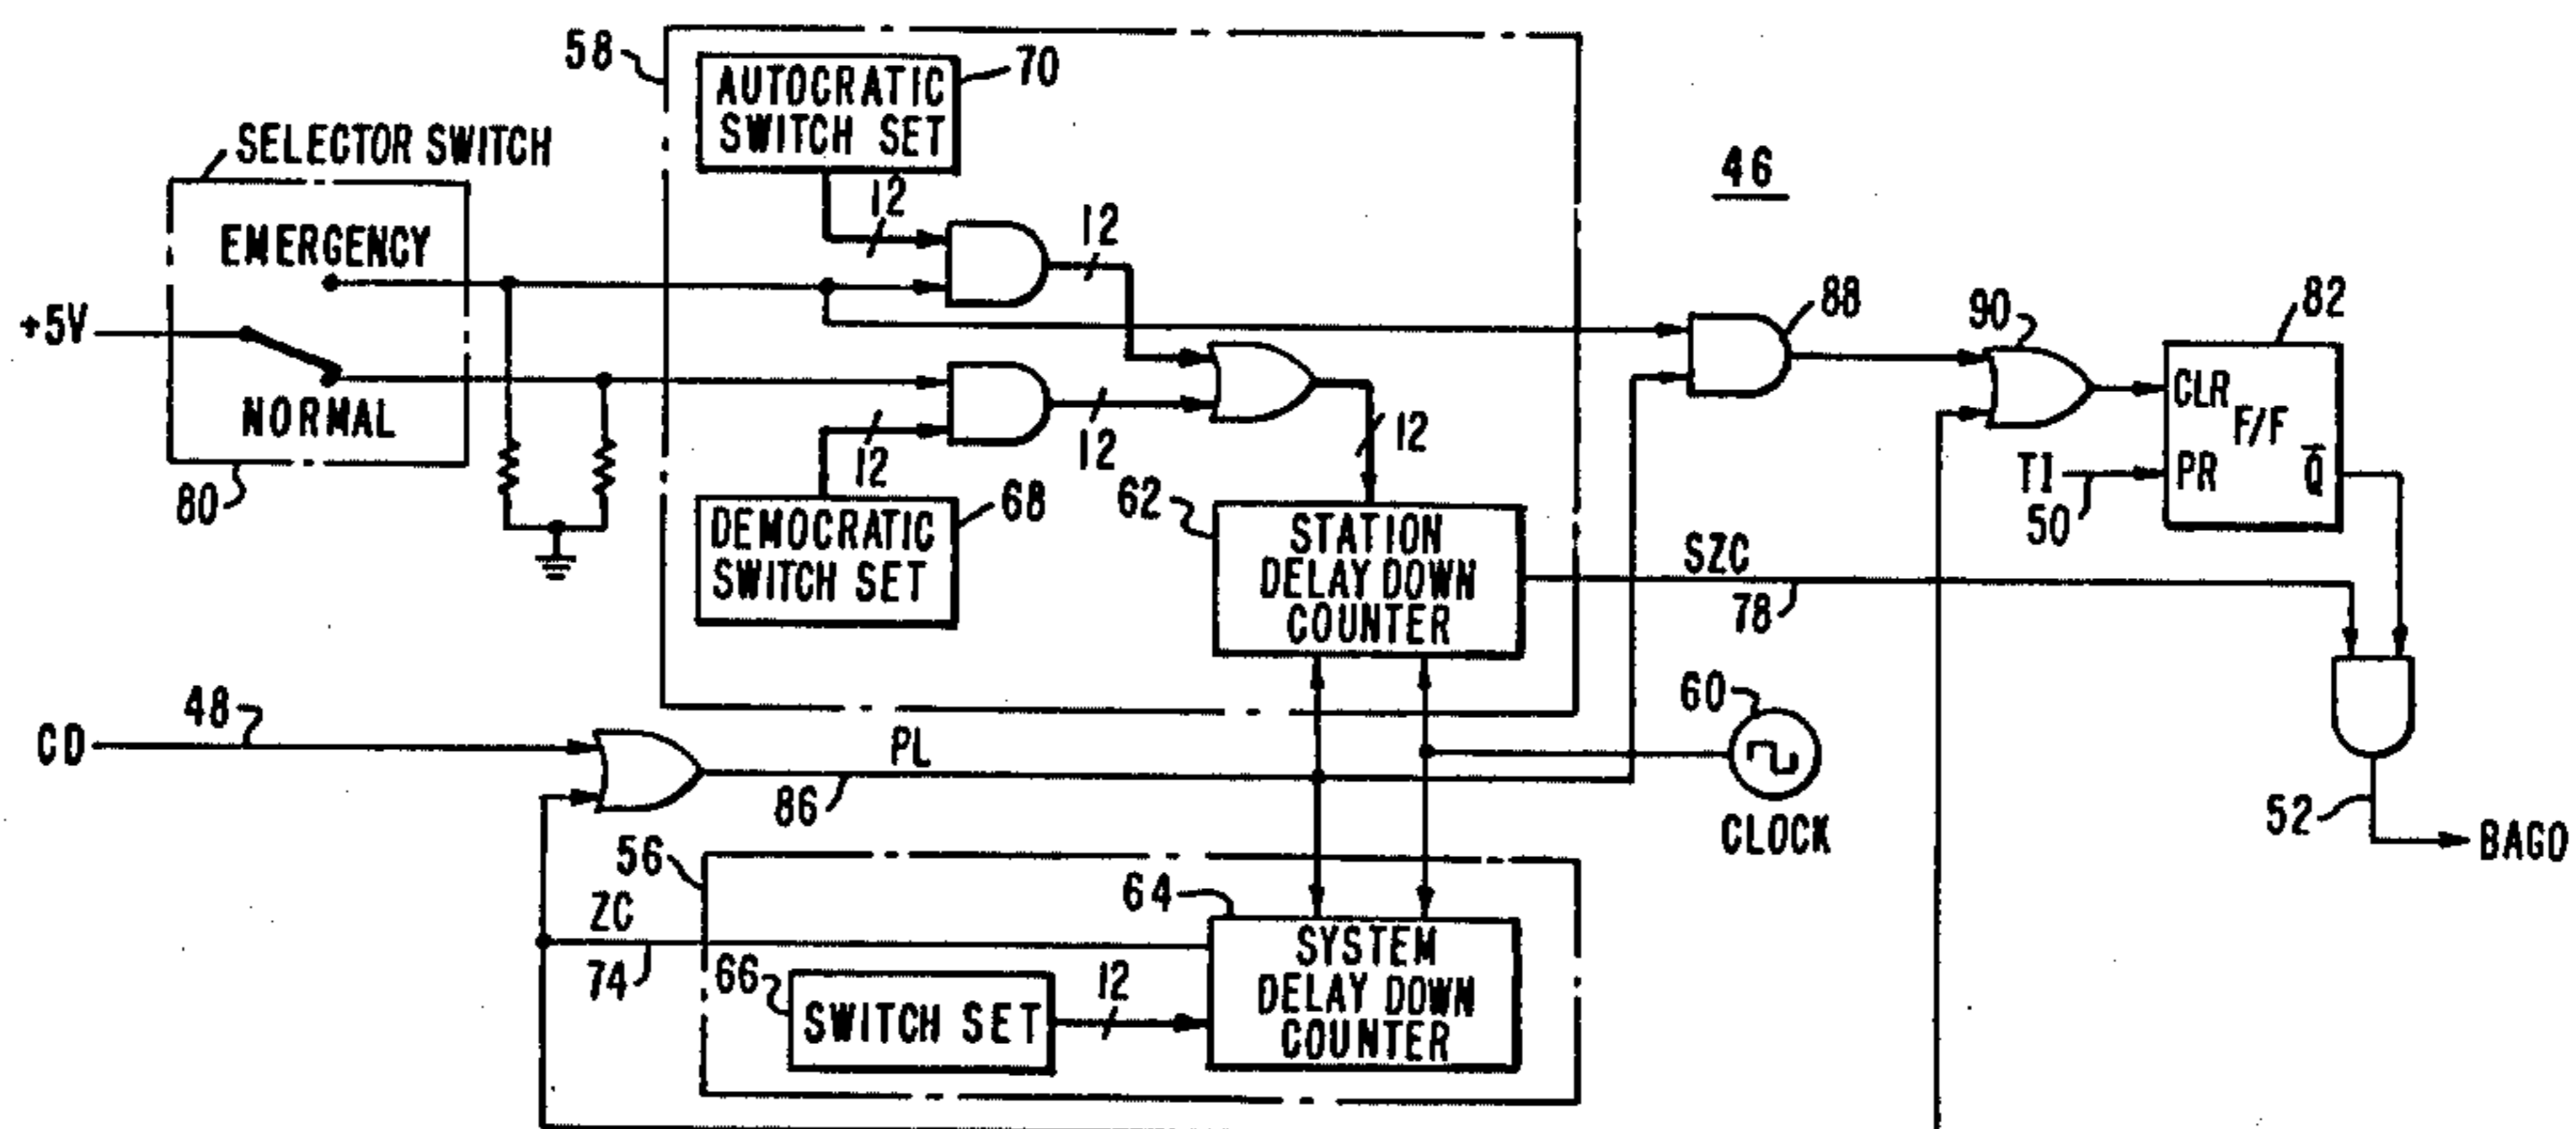 58
AUTOCRATIC
SWITCH SET
70
SELECTOR SWITCH
46
12
12
EMERGENCY
88
90
82
+5V
CLR
F/F
NORMAL
12
12
12
TI
PR
Q̅
80
68
62
50
DEMOCRATIC
SWITCH SET
STATION
DELAY DOWN
COUNTER
SZC
78
48
60
CD
PL
86
CLOCK
52
BAGO
56
64
ZC
74
66
12
SYSTEM
DELAY DOWN
COUNTER
SWITCH SET